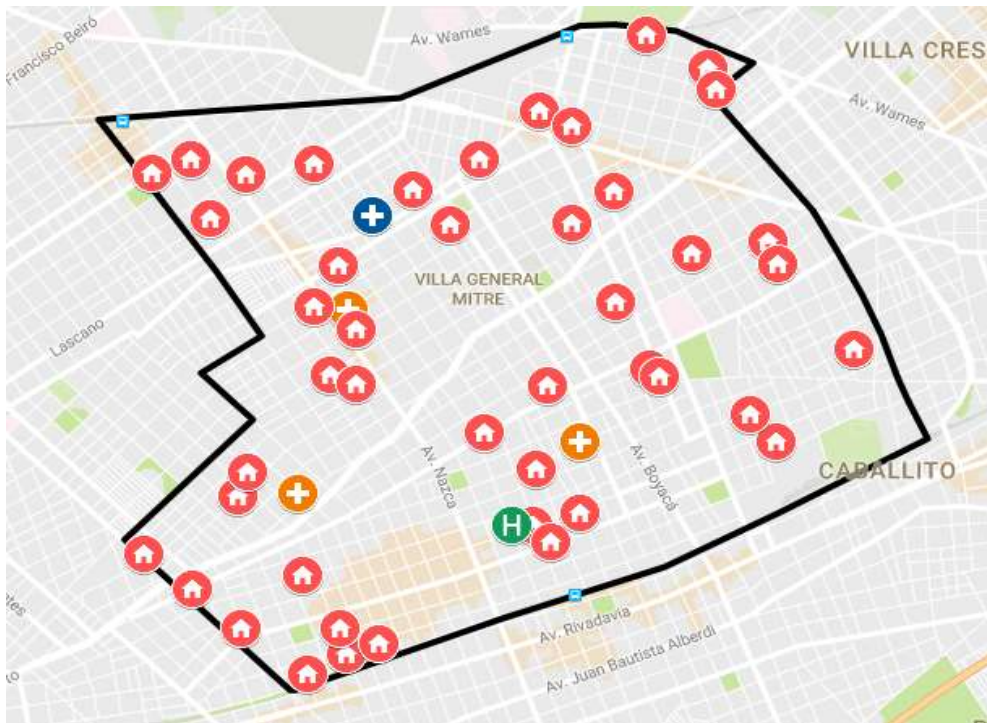 Francisco Beiró
Av. Warnes
VILLA CRES
Av. Warnes
VILLA GENERAL
MITRE
Lascano
Av. Nazca
Av. Boyacá
CABALLITO
H
Av. Rivadavia
Av. Juan Bautista Alberdi